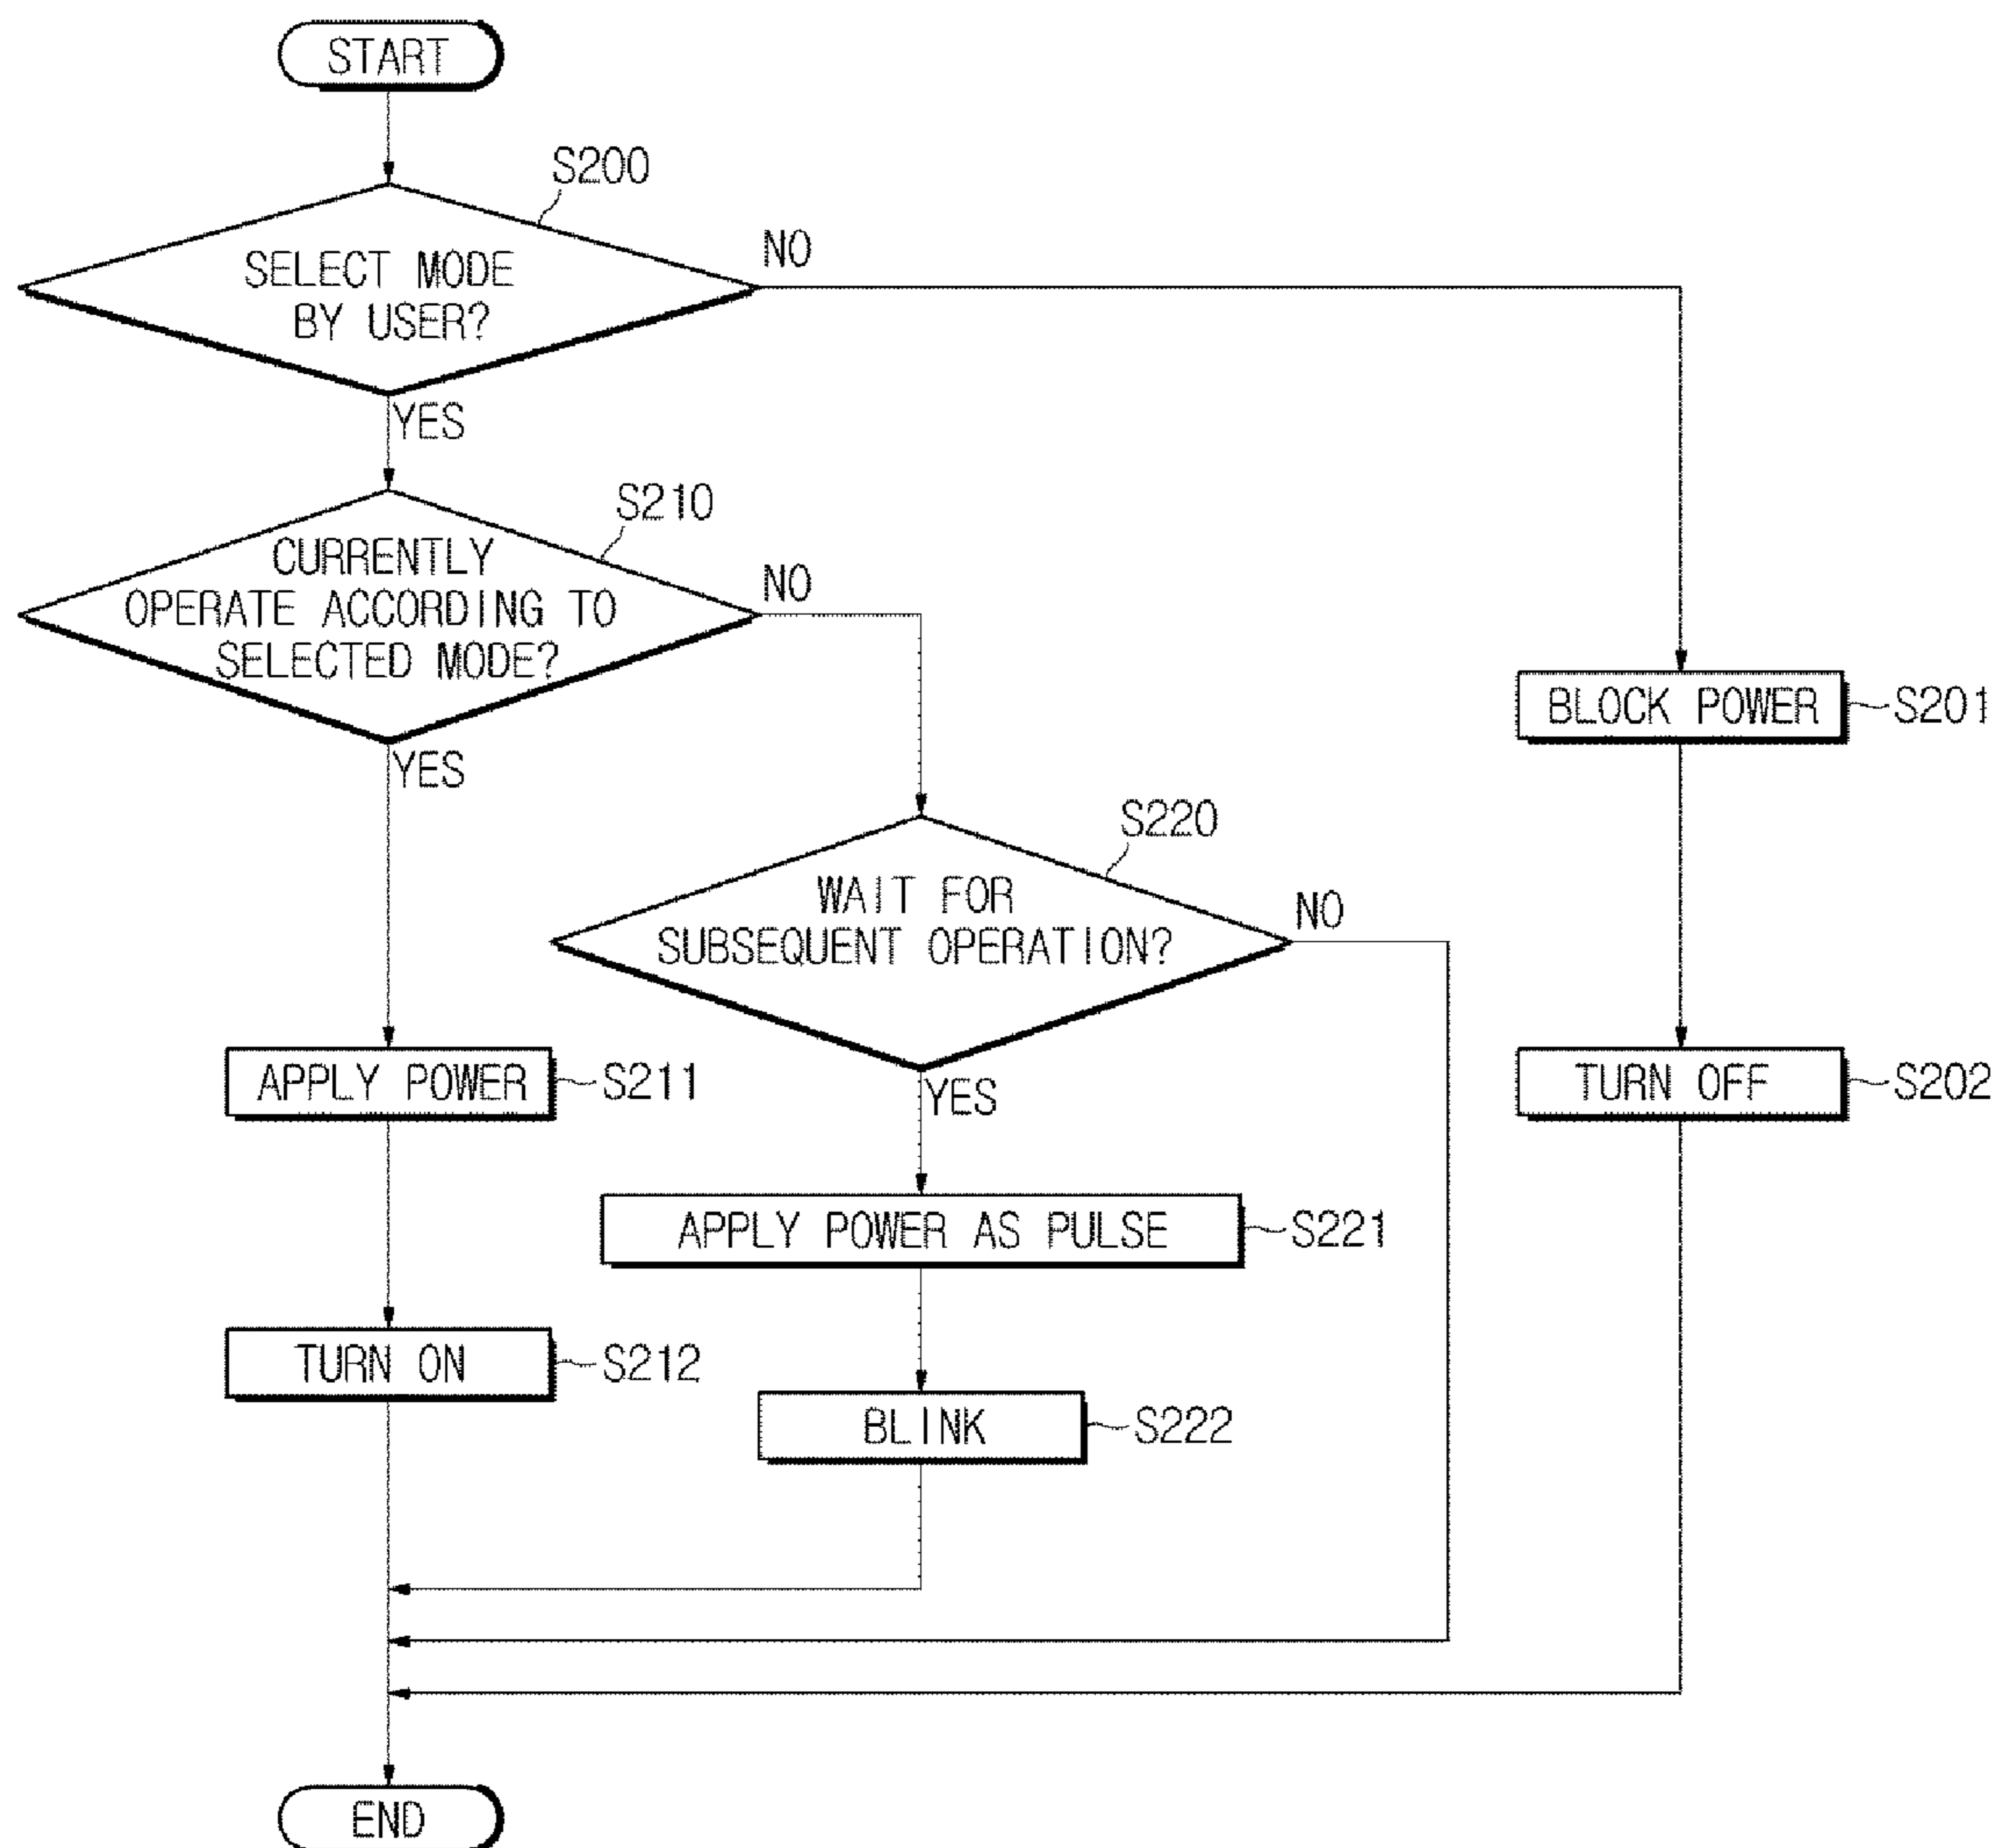 START
S200
SELECT MODE
BY USER?
NO
YES
S210
CURRENTLY
OPERATE ACCORDING TO
SELECTED MODE?
NO
YES
BLOCK POWER
S201
S220
WAIT FOR
SUBSEQUENT OPERATION?
NO
YES
APPLY POWER
S211
TURN OFF
S202
APPLY POWER AS PULSE
S221
TURN ON
S212
BLINK
S222
END